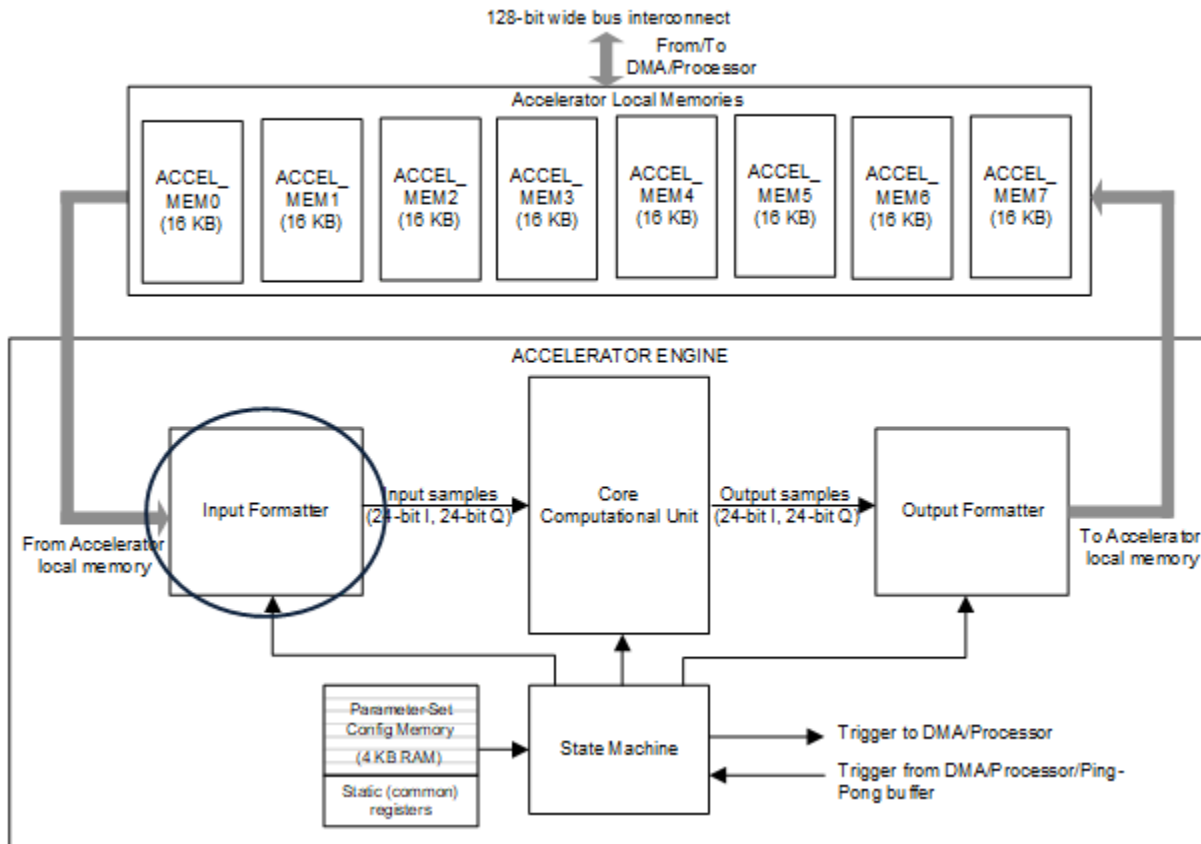 128-bit wide bus interconnect
From/To
DMA/Processor
Accelerator Local Memories
ACCEL_
MEM0
(16 KB)
ACCEL_
MEM1
(16 KB)
ACCEL_
MEM2
(16 KB)
ACCEL_
MEM3
(16 KB)
ACCEL_
MEM4
(16 KB)
ACCEL_
MEM5
(16 KB)
ACCEL_
MEM6
(16 KB)
ACCEL_
MEM7
(16 KB)
ACCELERATOR ENGINE
Input Formatter
Input samples
(24-bit I, 24-bit Q)
Core
Computational Unit
Output samples
(24-bit I, 24-bit Q)
Output Formatter
From Accelerator
local memory
To Accelerator
local memory
Parameter-Set
Config Memory
(4 KB RAM)
Static (common)
registers
State Machine
Trigger to DMA/Processor
Trigger from DMA/Processor/Ping-
Pong buffer